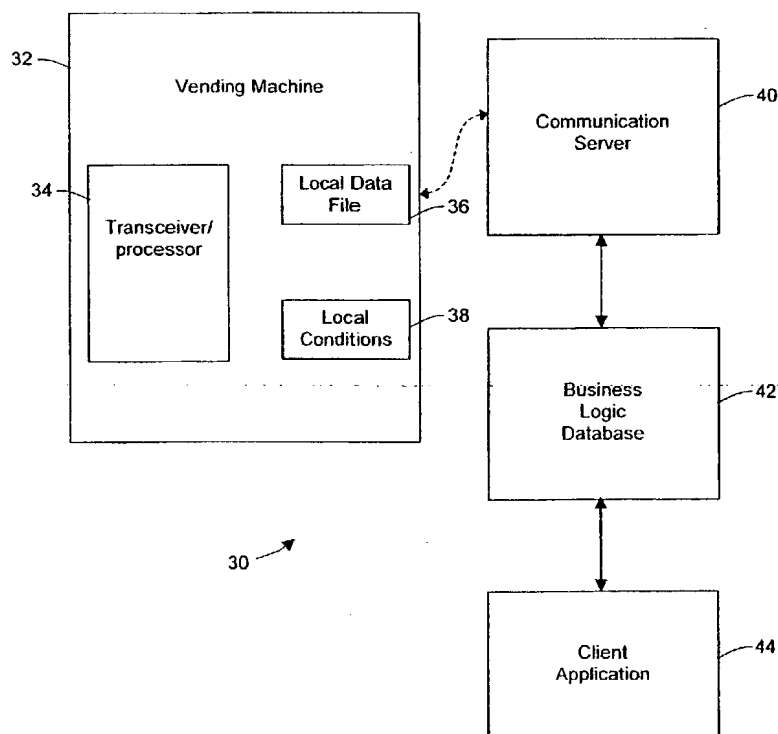 32
Vending Machine
34
Transceiver/
processor
Local Data
File
36
Local
Conditions
38
Communication
Server
40
Business
Logic
Database
42
30
Client
Application
44